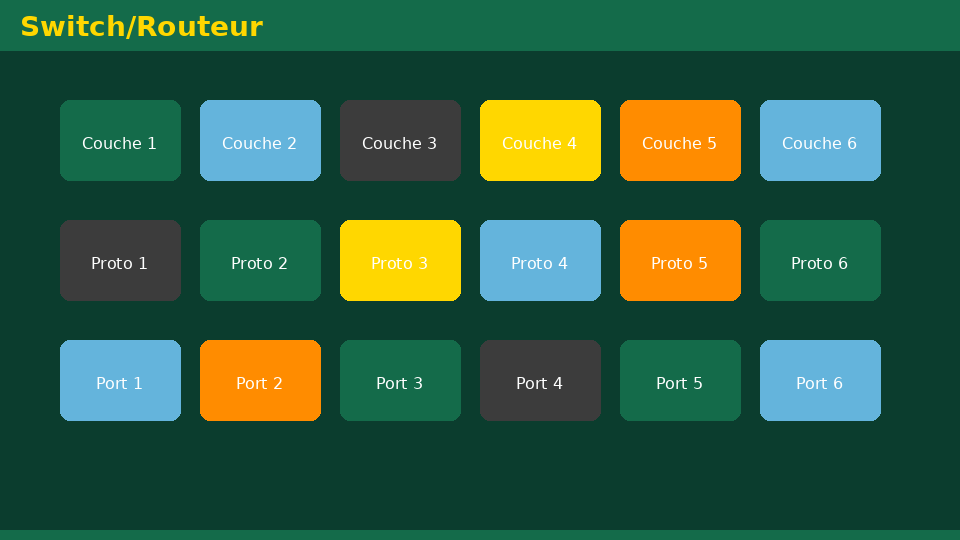 Switch/Routeur
Couche 1 Couche 2 Couche 3 Couche 4 Couche 5 Couche 6
Proto 1 Proto 2 Proto 3 Proto 4 Proto 5 Proto 6
Port 1 Port 2 Port 3 Port 4 Port 5 Port 6